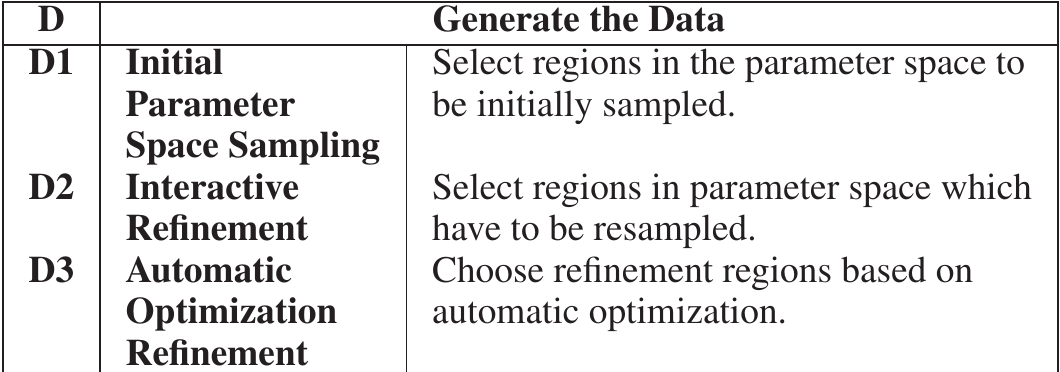 D Generate the Data
D1 Initial Select regions in the parameter space to
Parameter be initially sampled.
Space Sampling
D2 Interactive Select regions in parameter space which
Refinement have to be resampled.
D3 Automatic Choose refinement regions based on
Optimization automatic optimization.
Refinement